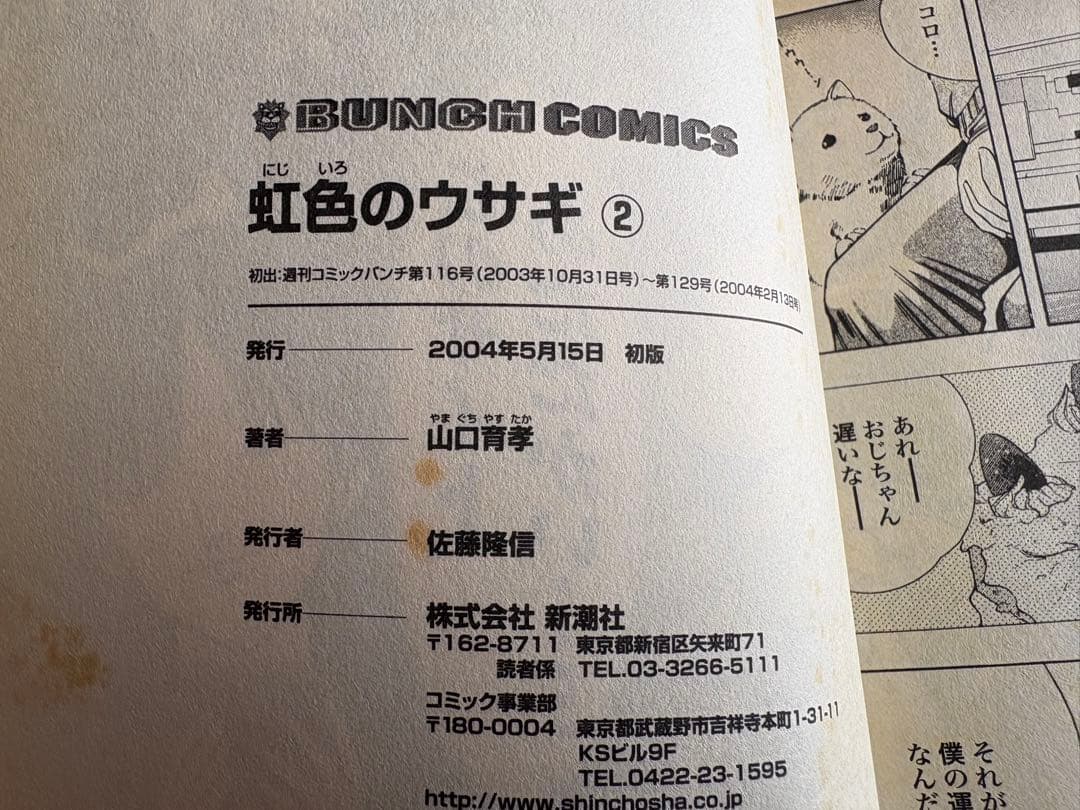 BUNCH COMICS
にじ いろ
虹色のウサギ ②
初出:週刊コミックバンチ第116号(2003年10月31日号)～第129号(2004年2月13日号)
発行 2004年5月15日 初版
やま ぐち やす たか
著者 山口育孝
発行者 佐藤隆信
発行所 株式会社 新潮社
〒162-8711 東京都新宿区矢来町71
読者係 TEL.03-3266-5111
コミック事業部
〒180-0004 東京都武蔵野市吉祥寺本町1-31-11
KSビル9F
TEL.0422-23-1595
http://www.shinchosha.co.jp
コロ…
あれ──
おじちゃん
遅いな──
それが
僕の運
なんだ